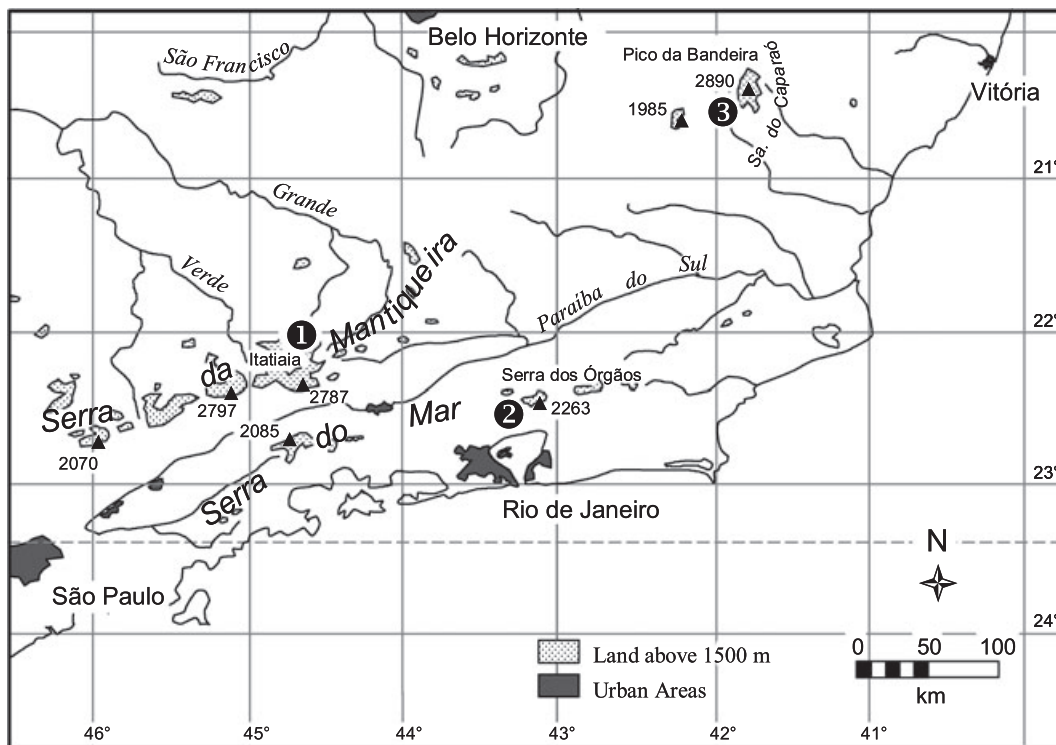 Belo Horizonte
São Francisco
Pico da Bandeira
2890
1985
3
Sa. do Caparaó
Vitória
21°
Grande
Verde
Mantiqueira
Paraíba do Sul
22°
1
Itatiaia
da
2797
2787
Serra dos Órgãos
2263
2
Mar
do
2085
Serra
2070
Serra
23°
Rio de Janeiro
São Paulo
N
24°
Land above 1500 m
Urban Areas
0 50 100
km
46° 45° 44° 43° 42° 41°